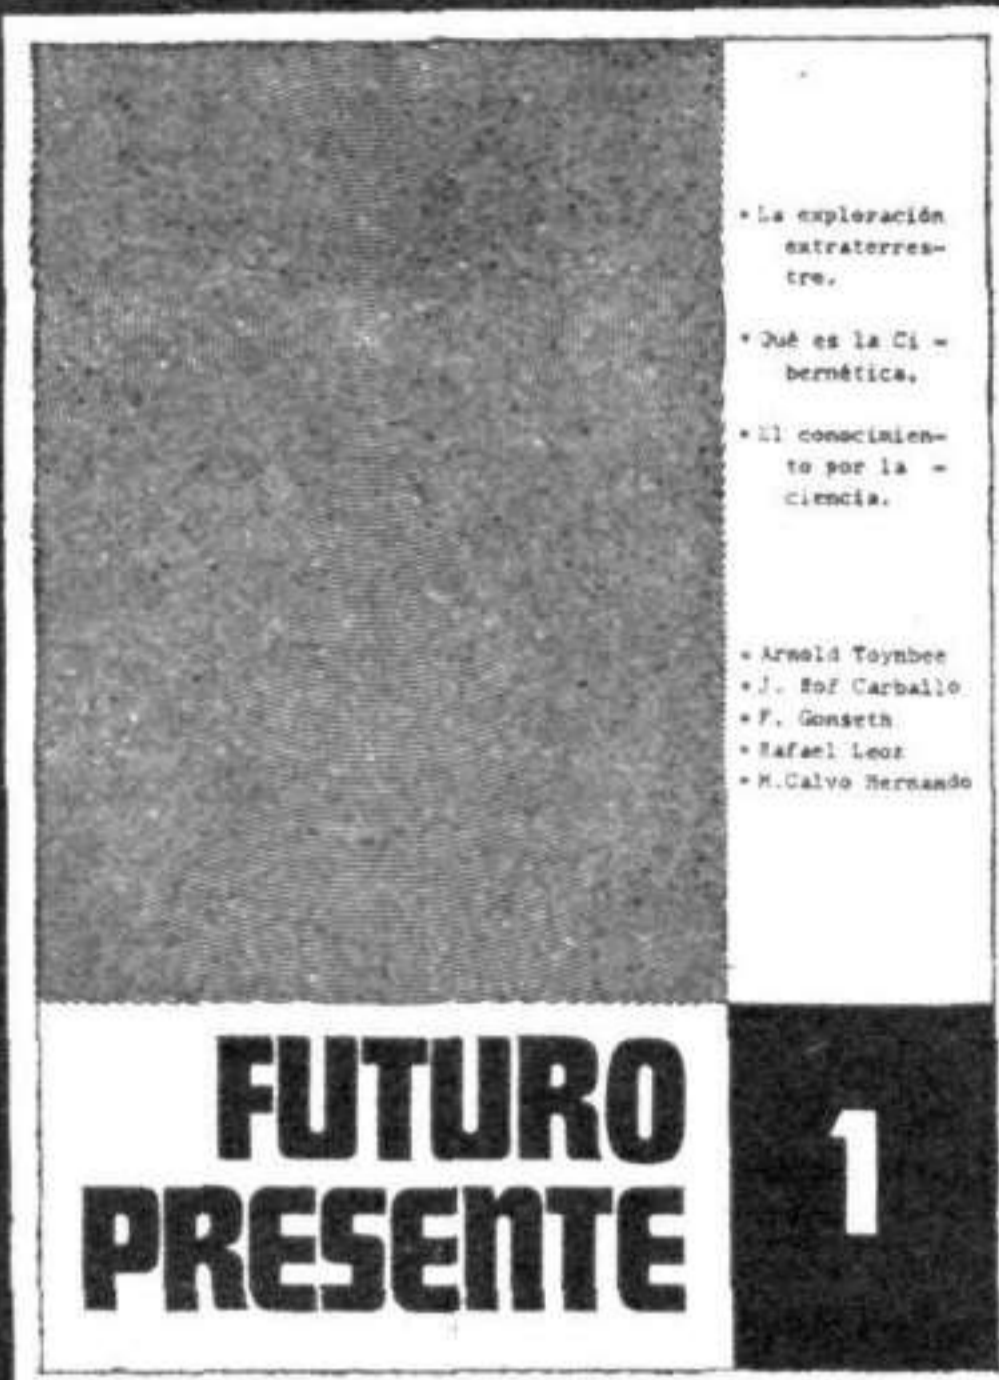 * La exploración
extraterres-
tre.
* Qué es la Ci -
bernética.
* El conocimien-
to por la -
ciencia.
* Arnold Toynbee
* J. Rof Carballo
* F. Gonseth
* Rafael Leoz
* M.Calvo Hernando
FUTURO
PRESENTE
1